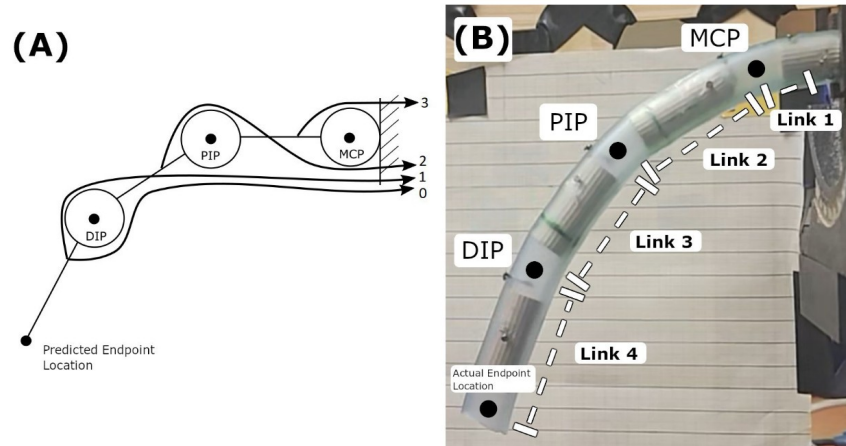 (A)
3
PIP
MCP
2
1
0
DIP
Predicted Endpoint
Location
(B)
MCP
Link 1
PIP
Link 2
Link 3
DIP
Link 4
Actual Endpoint
Location